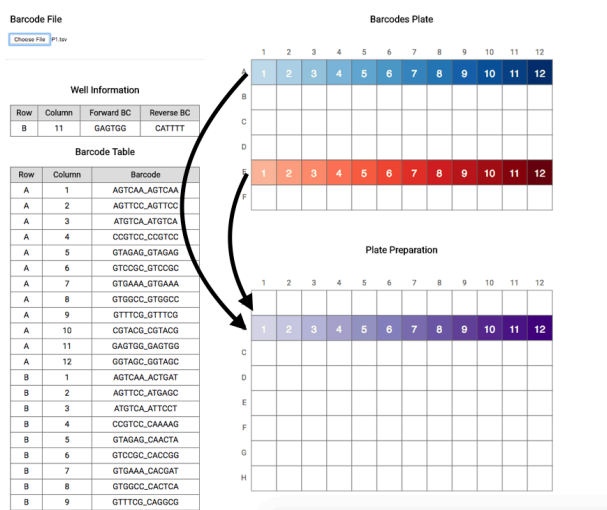 Barcode File
Choose File P1.tsv
Well Information
Row Column Forward BC Reverse BC
B 11 GAGTGG CATTTT
Barcode Table
Row Column Barcode
A 1 AGTCAA_AGTCAA
A 2 AGTTCC_AGTTCC
A 3 ATGTCA_ATGTCA
A 4 CCGTCC_CCGTCC
A 5 GTAGAG_GTAGAG
A 6 GTCCGC_GTCCGC
A 7 GTGAAA_GTGAAA
A 8 GTGGCC_GTGGCC
A 9 GTTTCG_GTTTCG
A 10 CGTACG_CGTACG
A 11 GAGTGG_GAGTGG
A 12 GGTAGC_GGTAGC
B 1 AGTCAA_ACTGAT
B 2 AGTTCC_ATGAGC
B 3 ATGTCA_ATTCCT
B 4 CCGTCC_CAAAAG
B 5 GTAGAG_CAACTA
B 6 GTCCGC_CACCGG
B 7 GTGAAA_CACGAT
B 8 GTGGCC_CACTCA
B 9 GTTTCG_CAGGCG
Barcodes Plate
1 2 3 4 5 6 7 8 9 10 11 12
A 1 2 3 4 5 6 7 8 9 10 11 12
B
C
D
E 1 2 3 4 5 6 7 8 9 10 11 12
F
Plate Preparation
1 2 3 4 5 6 7 8 9 10 11 12
1 2 3 4 5 6 7 8 9 10 11 12
C
D
E
F
G
H